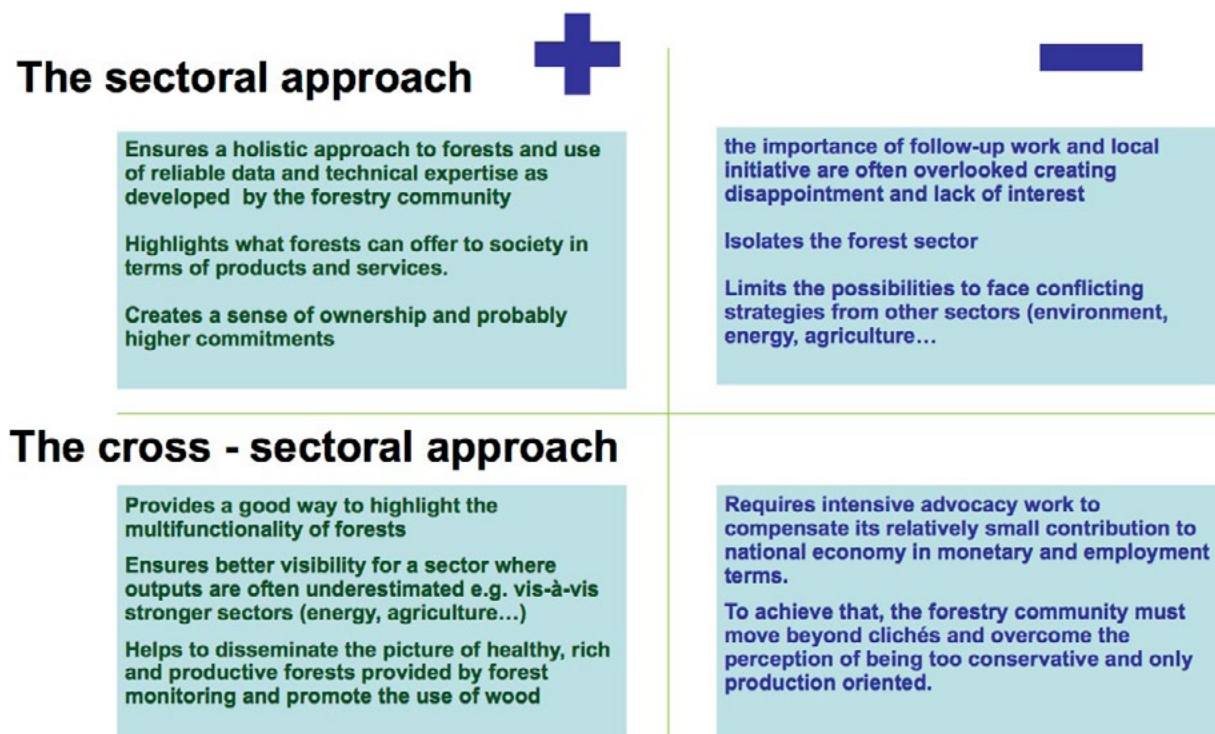 The sectoral approach
Ensures a holistic approach to forests and use
of reliable data and technical expertise as
developed by the forestry community
Highlights what forests can offer to society in
terms of products and services.
Creates a sense of ownership and probably
higher commitments
the importance of follow-up work and local
initiative are often overlooked creating
disappointment and lack of interest
Isolates the forest sector
Limits the possibilities to face conflicting
strategies from other sectors (environment,
energy, agriculture…
The cross - sectoral approach
Provides a good way to highlight the
multifunctionality of forests
Ensures better visibility for a sector where
outputs are often underestimated e.g. vis-à-vis
stronger sectors (energy, agriculture…)
Helps to disseminate the picture of healthy, rich
and productive forests provided by forest
monitoring and promote the use of wood
Requires intensive advocacy work to
compensate its relatively small contribution to
national economy in monetary and employment
terms.
To achieve that, the forestry community must
move beyond clichés and overcome the
perception of being too conservative and only
production oriented.